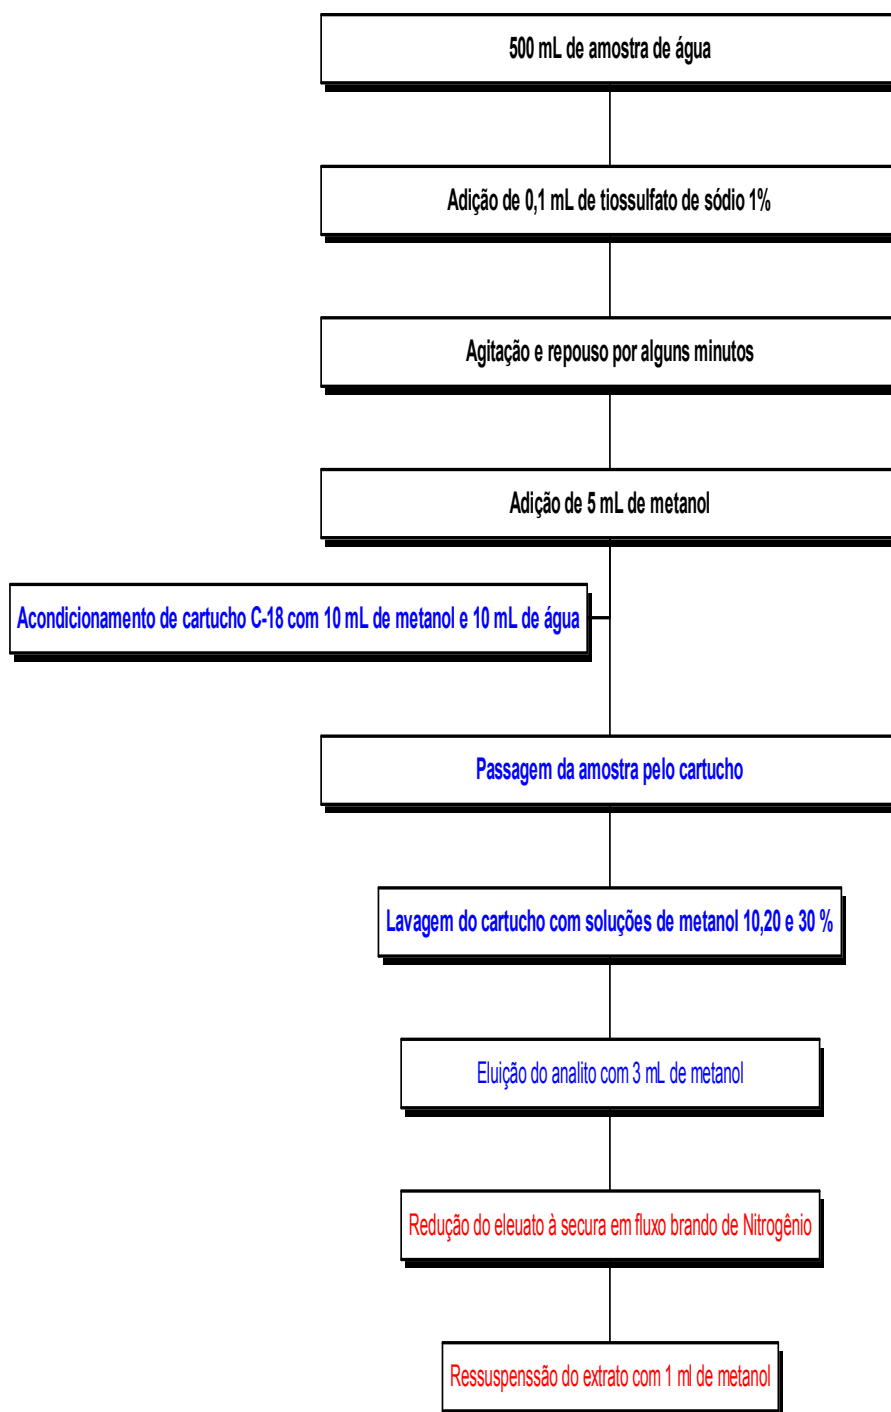 500 mL de amostra de água
Adição de 0,1 mL de tiossulfato de sódio 1%
Agitação e repouso por alguns minutos
Adição de 5 mL de metanol
Acondicionamento de cartucho C-18 com 10 mL de metanol e 10 mL de água
Passagem da amostra pelo cartucho
Lavagem do cartucho com soluções de metanol 10,20 e 30 %
Eluição do analito com 3 mL de metanol
Redução do eleuato à secura em fluxo brando de Nitrogênio
Ressuspenssão do extrato com 1 ml de metanol